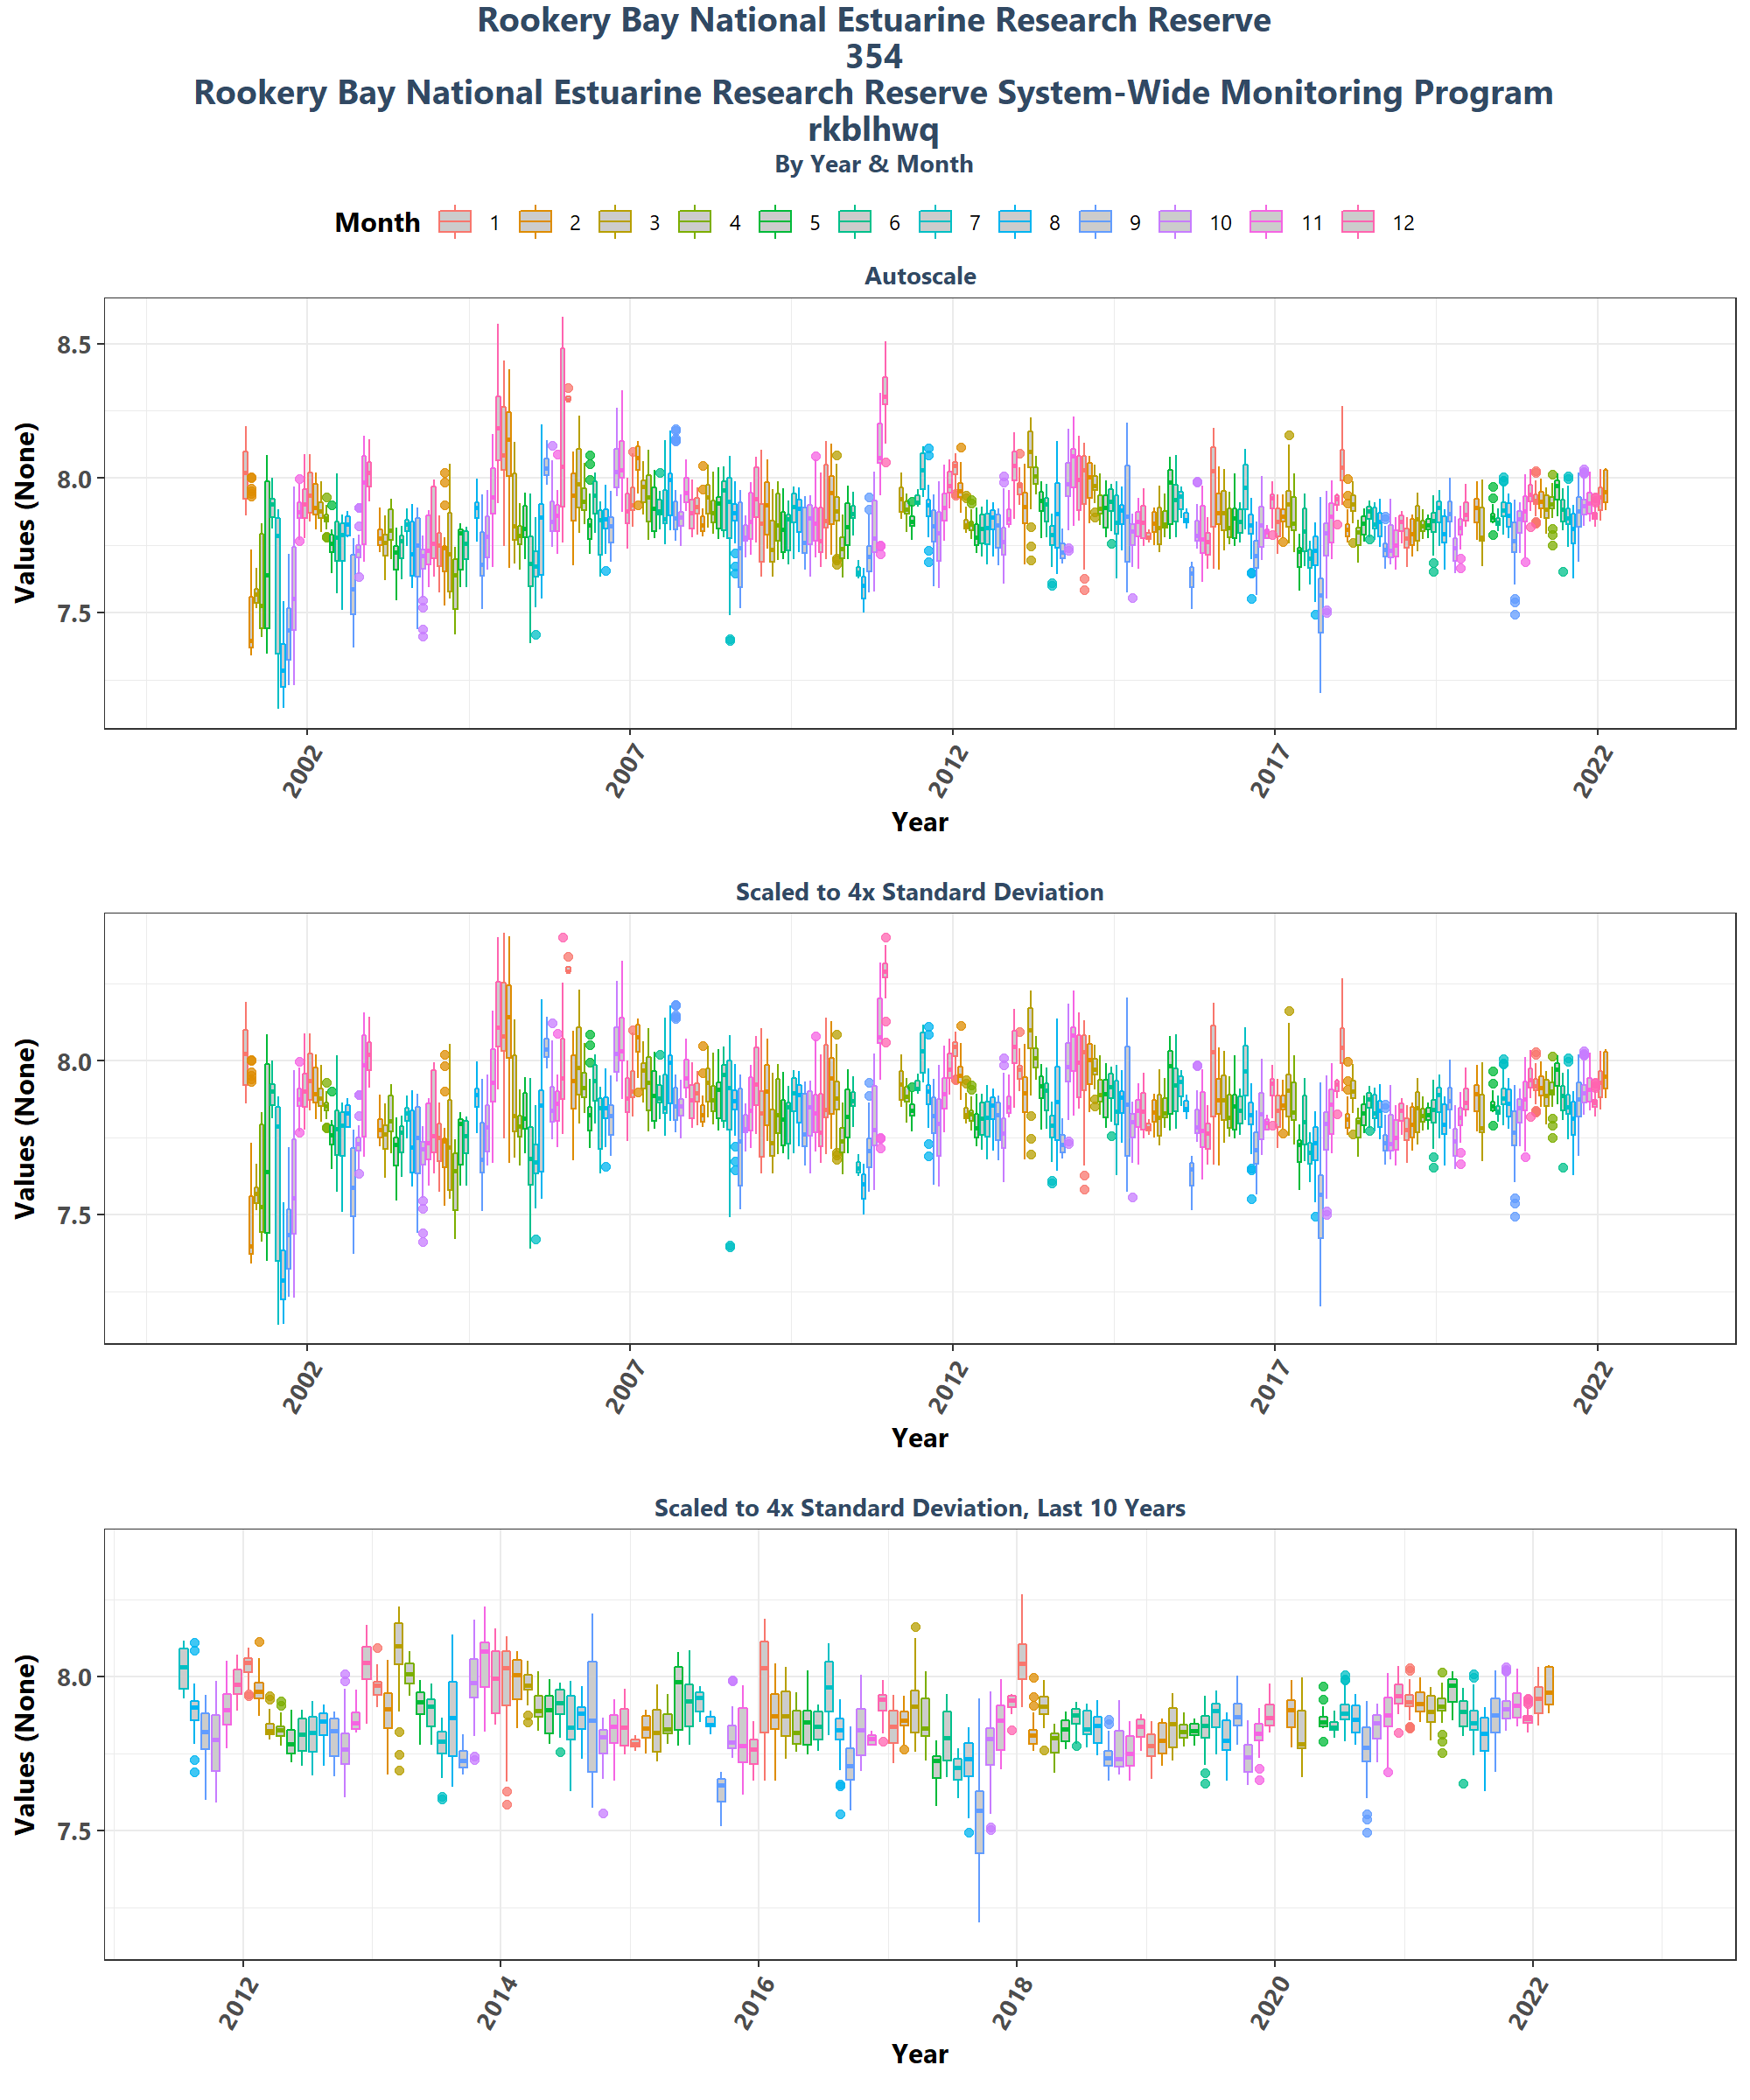 Rookery Bay National Estuarine Research Reserve
354
Rookery Bay National Estuarine Research Reserve System-Wide Monitoring Program
rkblhwq
By Year & Month
Month 1 2 3 4 5 6 7 8 9 10 11 12
Autoscale
8.5
8.0
7.5
Values (None)
2002 2007 2012 2017 2022
Year
Scaled to 4x Standard Deviation
8.0
7.5
Values (None)
2002 2007 2012 2017 2022
Year
Scaled to 4x Standard Deviation, Last 10 Years
8.0
7.5
Values (None)
2012 2014 2016 2018 2020 2022
Year